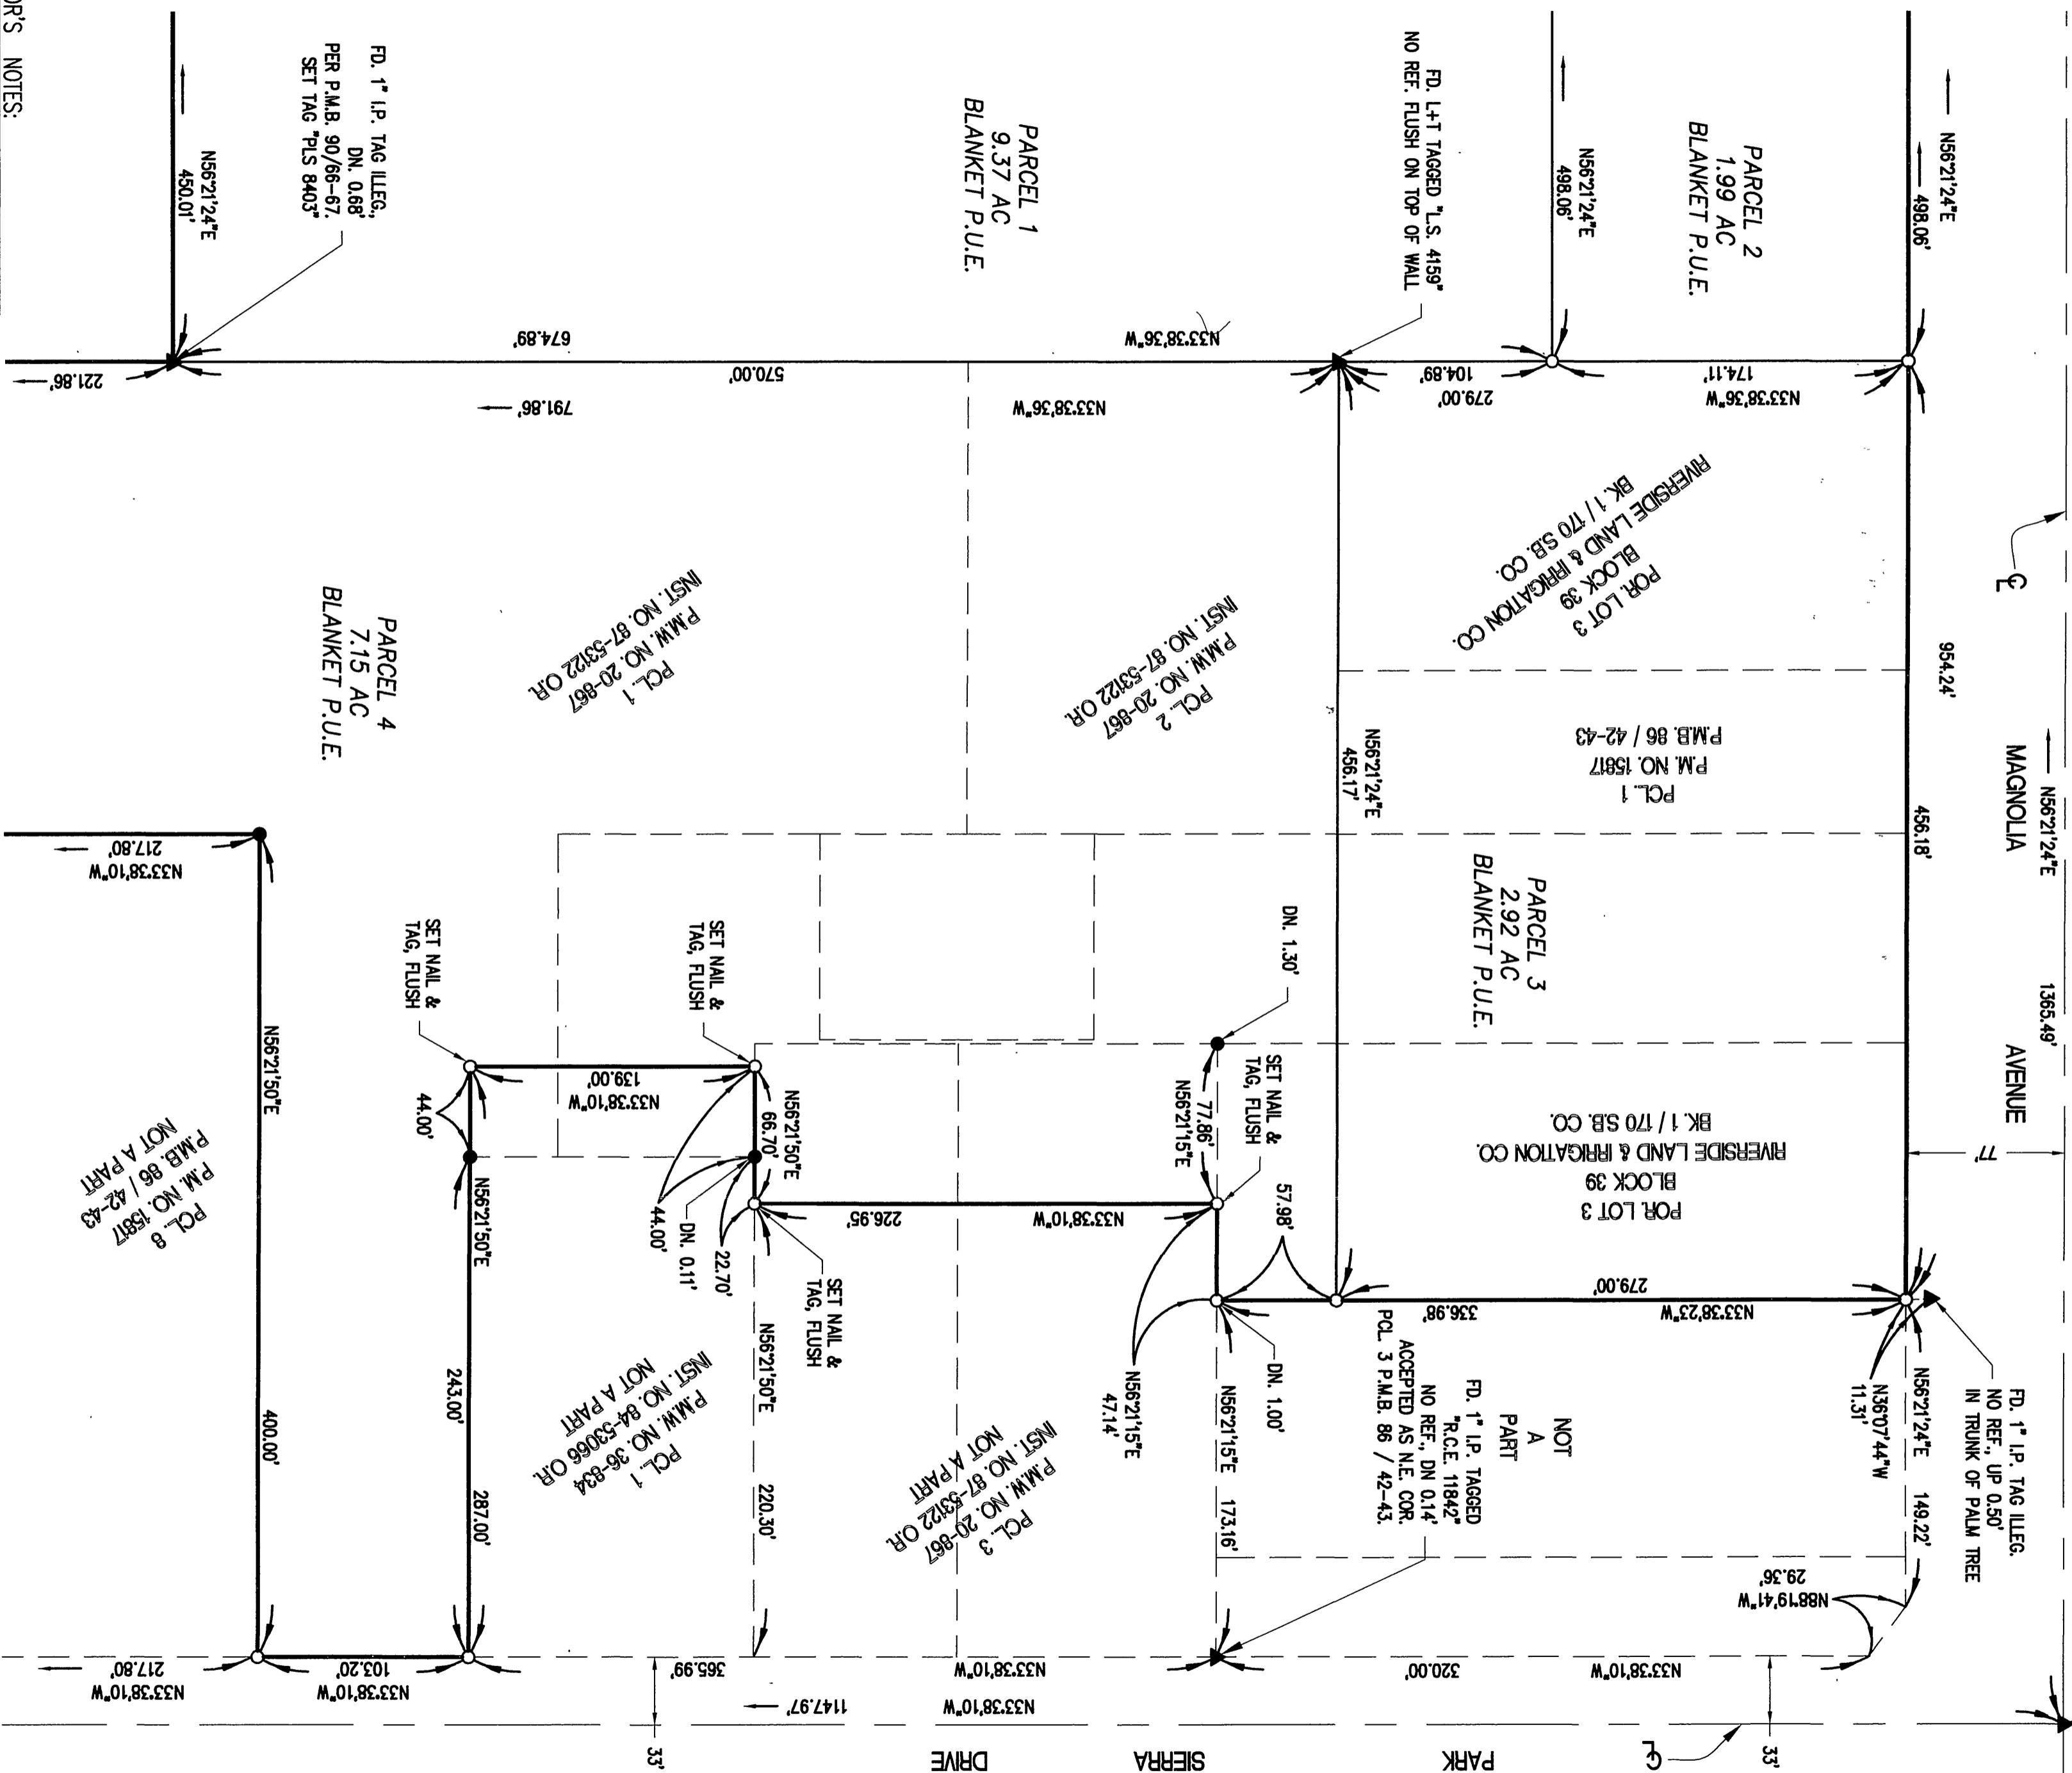 N56°21'24"E
498.06'
954.24'
456.18'
MAGNOLIA
AVENUE
N56°21'24"E
1365.49'
77'
℄
PARCEL 2
1.99 AC
BLANKET P.U.E.
N56°21'24"E
498.06'
FD. L+T TAGGED "L.S. 4159"
NO REF. FLUSH ON TOP OF WALL
PARCEL 1
9.37 AC
BLANKET P.U.E.
FD. 1" I.P. TAG ILLEG.,
DN. 0.68'
PER P.M.B. 90/66-67.
SET TAG "PLS 8403"
N56°21'24"E
450.01'
OR'S NOTES:
N33°38'36"W
174.11'
279.00'
104.89'
N33°38'36"W
674.89'
N33°38'36"W
570.00'
791.86'
221.86'
POR. LOT 3
BLOCK 39
RIVERSIDE LAND & IRRIGATION CO.
BK. 1 / 170 S.B. CO.
PCL. 1
P.M. NO. 15817
P.M.B. 86 / 42-43
N56°21'24"E
456.17'
PCL. 2
P.M.W. NO. 20-867
INST. NO. 87-53122 O.R.
PCL. 1
P.M.W. NO. 20-867
INST. NO. 87-53122 O.R.
PARCEL 4
7.15 AC
BLANKET P.U.E.
PARCEL 3
2.92 AC
BLANKET P.U.E.
DN. 1.30'
SET NAIL &
TAG, FLUSH
77.86'
N56°21'15"E
57.98'
POR. LOT 3
BLOCK 39
RIVERSIDE LAND & IRRIGATION CO.
BK. 1 / 170 S.B. CO.
N33°38'10"W
217.80'
SET NAIL &
TAG, FLUSH
SET NAIL &
TAG, FLUSH
N33°38'10"W
139.00'
44.00'
N56°21'50"E
66.70'
44.00'
DN. 0.11'
22.70'
SET NAIL &
TAG, FLUSH
N33°38'10"W
226.95'
N56°21'15"E
47.14'
DN. 1.00'
N33°38'23"W
279.00'
336.98'
FD. 1" I.P. TAG ILLEG.
NO REF., UP 0.50'
IN TRUNK OF PALM TREE
N36°07'44"W
11.31'
N56°21'24"E 149.22'
N88°19'41"W
29.36'
NOT
A
PART
FD. 1" I.P. TAGGED
"R.C.E. 11842"
NO REF., DN 0.14'
ACCEPTED AS N.E. COR.
PCL. 3 P.M.B. 86 / 42-43.
N56°21'15"E 173.16'
PCL. 3
P.M.W. NO. 20-867
INST. NO. 87-53122 O.R.
NOT A PART
N56°21'50"E 220.30'
PCL. 1
P.M.W. NO. 36-834
INST. NO. 84-53066 O.R.
NOT A PART
N56°21'50"E
243.00'
287.00'
N56°21'50"E
400.00'
PCL. 8
P.M. NO. 15817
P.M.B. 86 / 42-43
NOT A PART
N33°38'10"W
320.00'
N33°38'10"W
365.99'
N33°38'10"W
103.20'
N33°38'10"W
217.80'
N33°38'10"W
1147.97'
33'
33'
℄
SIERRA
PARK
DRIVE